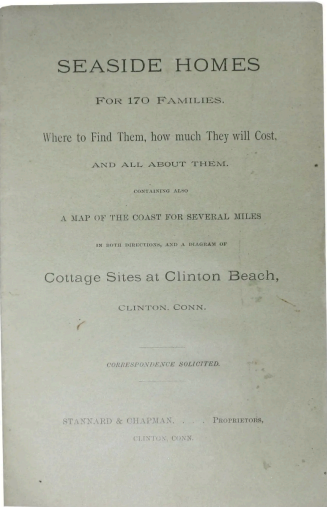 SEASIDE HOMES
FOR 170 FAMILIES.
Where to Find Them, how much They will Cost,
AND ALL ABOUT THEM.
CONTAINING ALSO
A MAP OF THE COAST FOR SEVERAL MILES
IN BOTH DIRECTIONS, AND A DIAGRAM OF
Cottage Sites at Clinton Beach,
CLINTON, CONN.
CORRESPONDENCE SOLICITED.
STANNARD & CHAPMAN, . . PROPRIETORS,
CLINTON, CONN.